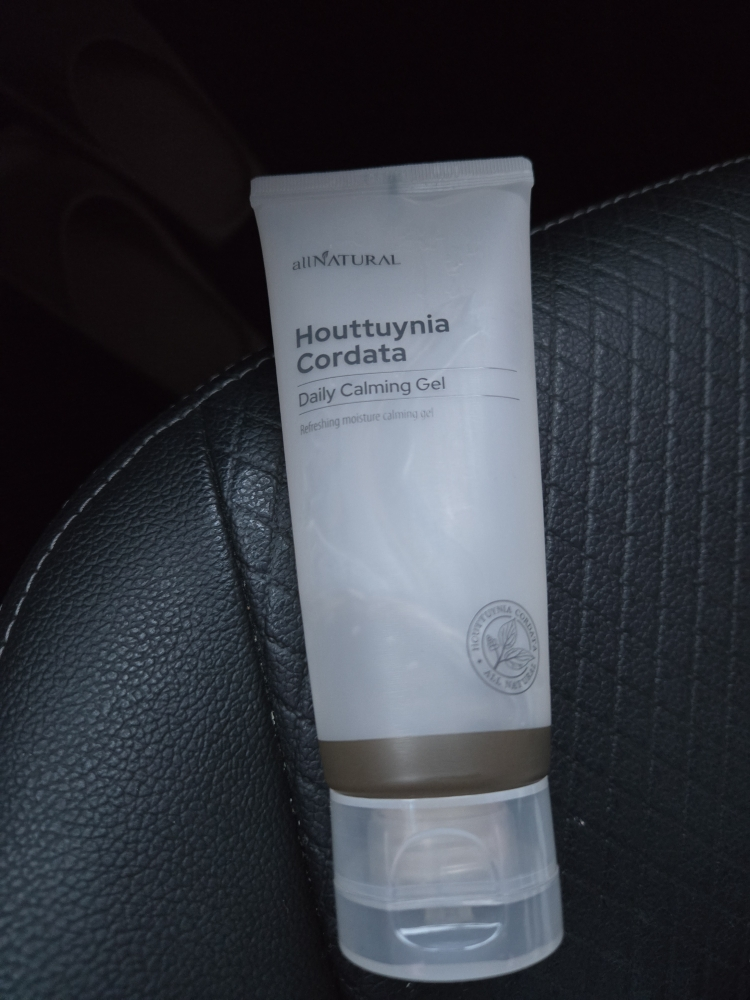 allNATURAL
Houttuynia
Cordata
Daily Calming Gel
Refreshing moisture calming gel
HOUTTUYNIA CORDATA
ALL NATURAL